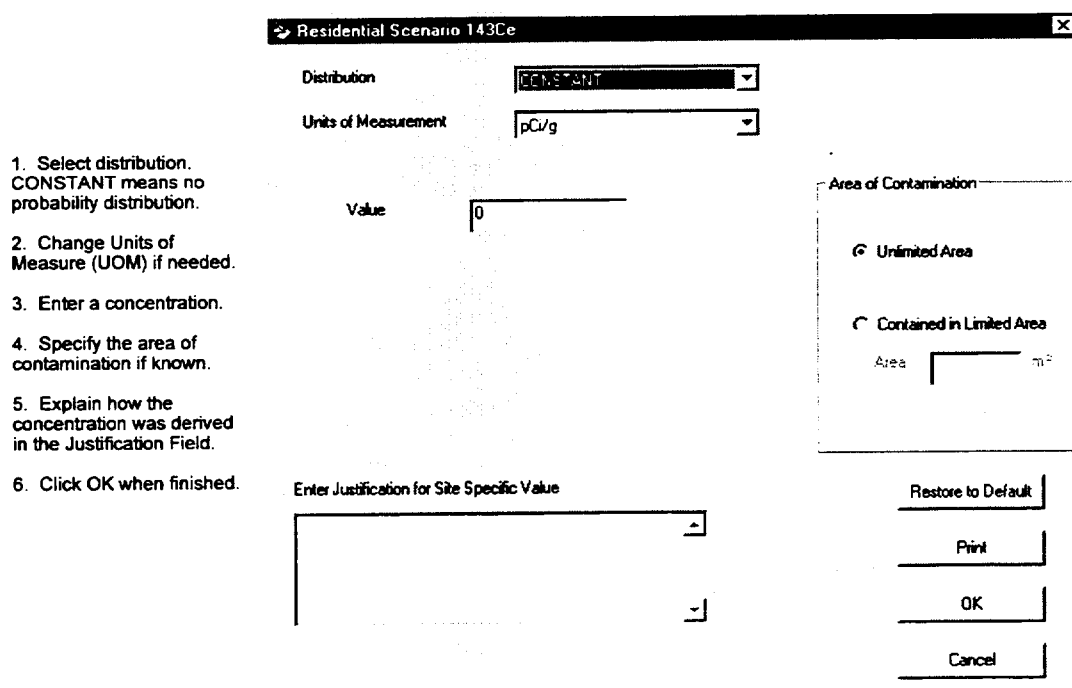 Residential Scenario 143Ce
Distribution
CONSTANT
Units of Measurement
pCi/g
1. Select distribution.
CONSTANT means no
probability distribution.
Value
0
2. Change Units of
Measure (UOM) if needed.
3. Enter a concentration.
4. Specify the area of
contamination if known.
5. Explain how the
concentration was derived
in the Justification Field.
6. Click OK when finished.
Area of Contamination
Unlimited Area
Contained in Limited Area
Area
m²
Enter Justification for Site Specific Value
Restore to Default
Print
OK
Cancel